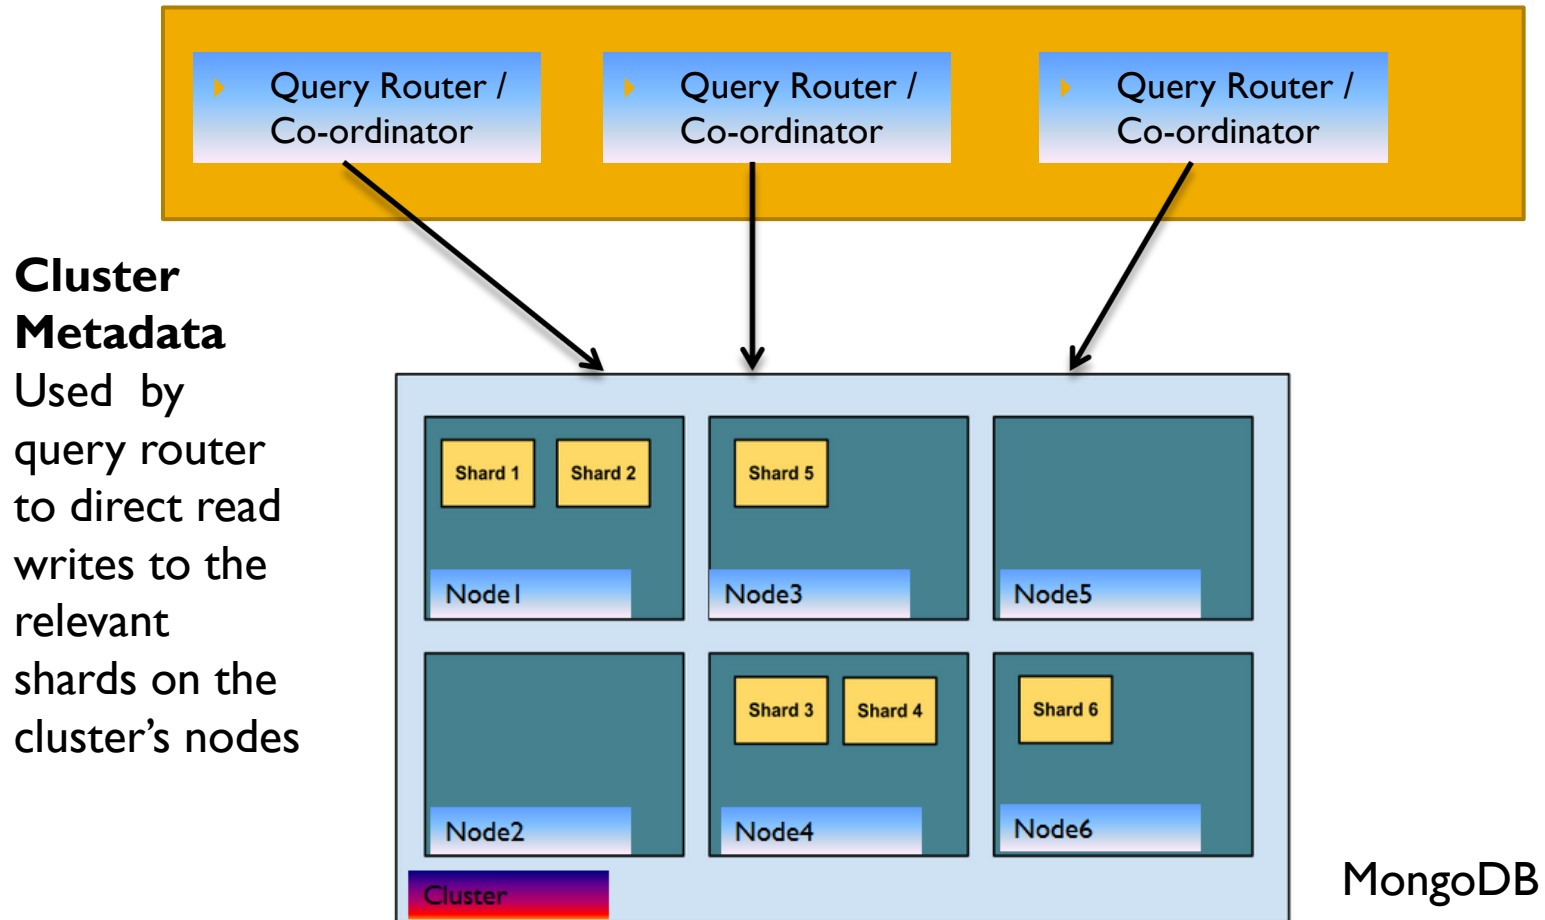 Query Router /
Co-ordinator
Query Router /
Co-ordinator
Query Router /
Co-ordinator
Cluster
Metadata
Used by
query router
to direct read
writes to the
relevant
shards on the
cluster’s nodes
Shard 1
Shard 2
Node1
Shard 5
Node3
Node5
Node2
Shard 3
Shard 4
Node4
Shard 6
Node6
Cluster
MongoDB